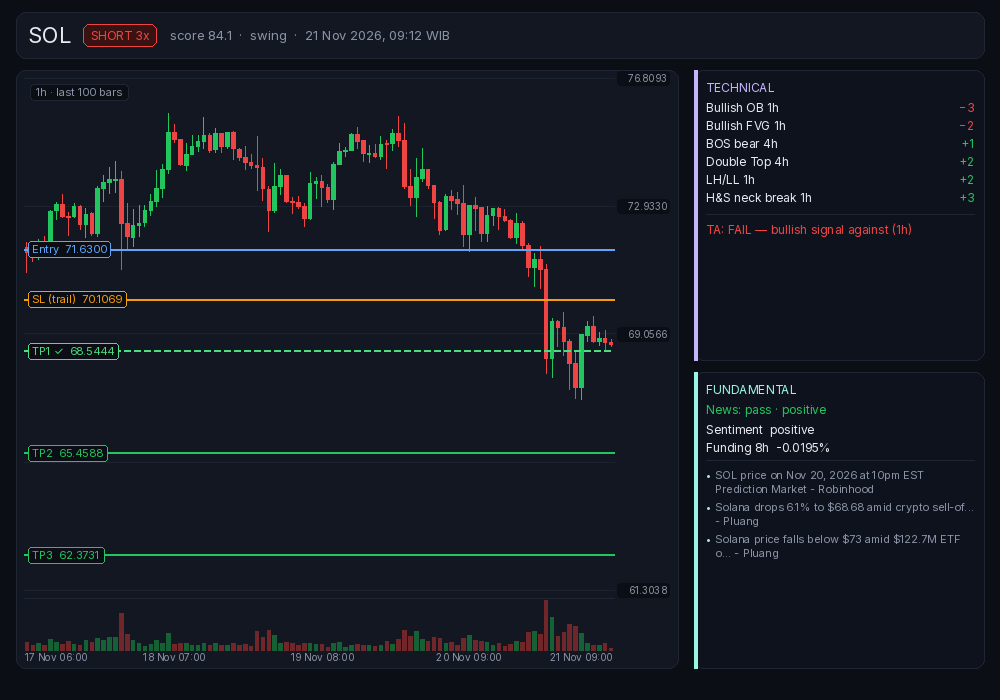 SOL SHORT 3x score 84.1 · swing · 21 Nov 2026, 09:12 WIB
1h · last 100 bars
76.8093
72.9330
69.0566
61.3038
Entry 71.6300
SL (trail) 70.1069
TP1 ✓ 68.5444
TP2 65.4588
TP3 62.3731
17 Nov 06:00 18 Nov 07:00 19 Nov 08:00 20 Nov 09:00 21 Nov 09:00
TECHNICAL
Bullish OB 1h −3
Bullish FVG 1h −2
BOS bear 4h +1
Double Top 4h +2
LH/LL 1h +2
H&S neck break 1h +3
TA: FAIL — bullish signal against (1h)
FUNDAMENTAL
News: pass · positive
Sentiment positive
Funding 8h -0.0195%
• SOL price on Nov 20, 2026 at 10pm EST
Prediction Market - Robinhood
• Solana drops 6.1% to $68.68 amid crypto sell-of…
- Pluang
• Solana price falls below $73 amid $122.7M ETF
o… - Pluang